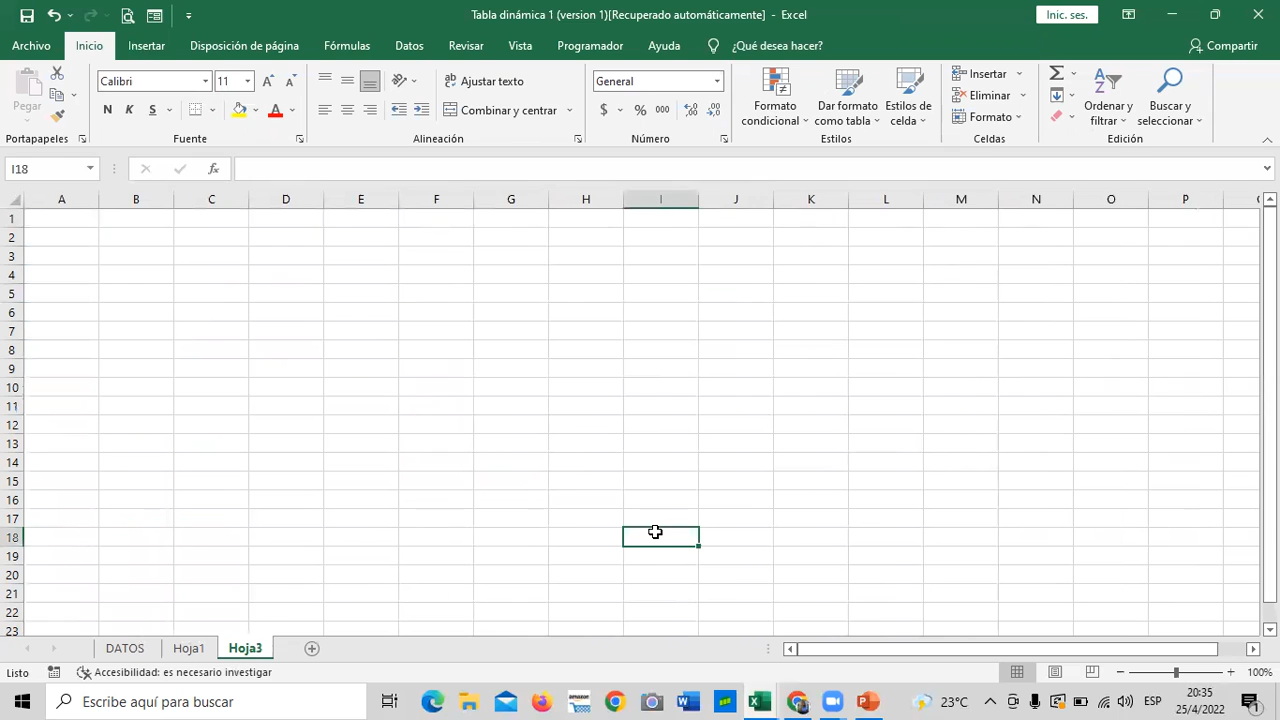 Tabla dinámica 1 (version 1)[Recuperado automáticamente] - Excel
Inic. ses.
Archivo Inicio Insertar Disposición de página Fórmulas Datos Revisar Vista Programador Ayuda ¿Qué desea hacer? Compartir
Pegar
Calibri 11
Ajustar texto
General
Formato condicional
Dar formato como tabla
Estilos de celda
Insertar
Eliminar
Formato
Ordenar y filtrar
Buscar y seleccionar
N K S
Combinar y centrar
$ % 000
Portapapeles Fuente Alineación Número Estilos Celdas Edición
I18 fx
A B C D E F G H I J K L M N O P
1
2
3
4
5
6
7
8
9
10
11
12
13
14
15
16
17
18
19
20
21
22
23
DATOS Hoja1 Hoja3
Listo Accesibilidad: es necesario investigar 100%
Escribe aquí para buscar 23°C ESP 20:35
25/4/2022